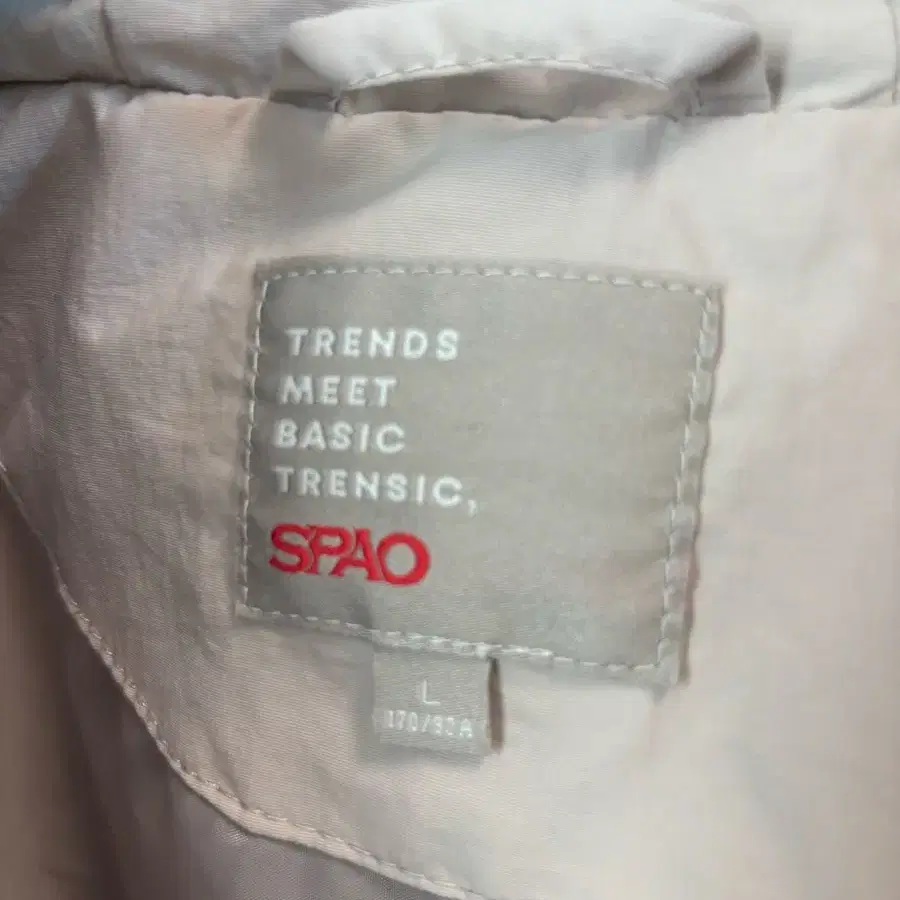 TRENDS
MEET
BASIC
TRENSIC,
SPAO
L